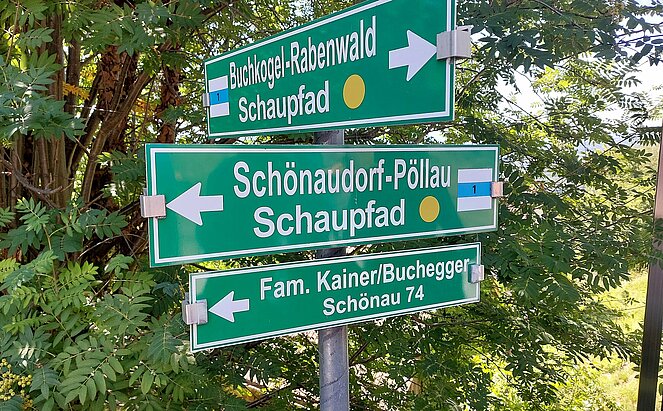 Buchkogel-Rabenwald
1 Schaupfad
Schönaudorf-Pöllau
1
Schaupfad
Fam. Kainer/Buchegger
Schönau 74